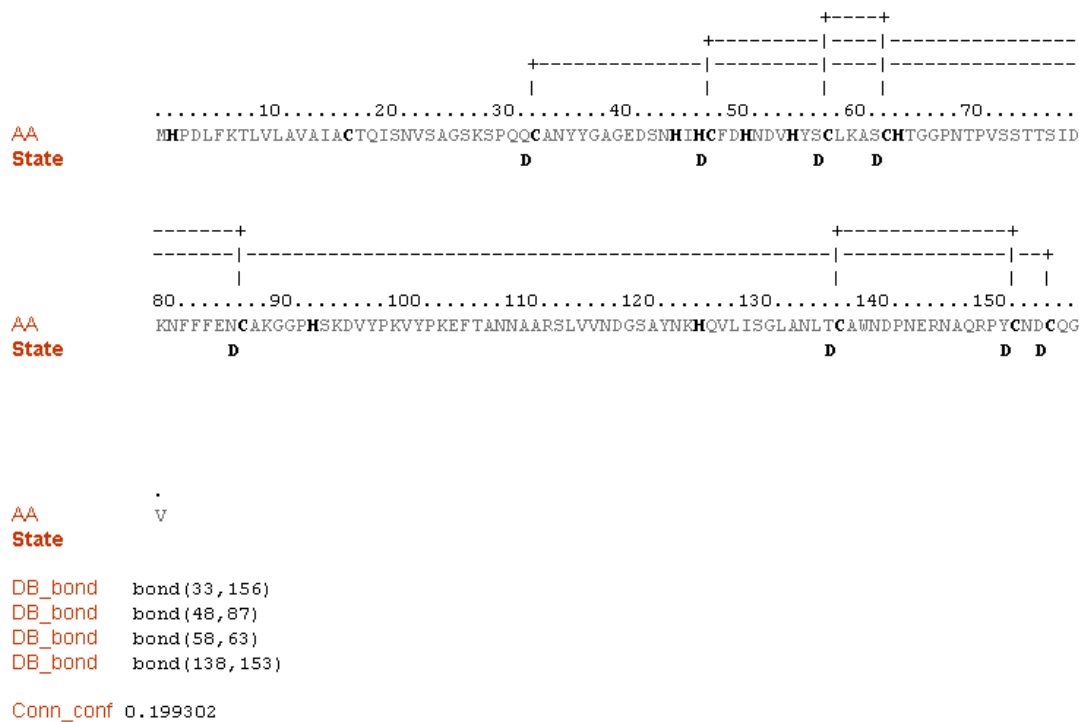 +----+
+---------|----|----------------
+--------------|---------|----|----------------
| | | |
.........10........20........30........40........50........60........70........
AA MHPDLFKTLVLAVAIACTQISNVSAGSKSPQQCANYYGAGEDSNHIHCFDHNDVHYSCLKASCHTGGPNTPVSSTTSID
State D D D D
-------+ +--------------+
-------|--------------------------------------------------|--------------|--+
| | | |
80........90........100.......110.......120.......130.......140.......150......
AA KNFFFENCAKGGPHSKDVYPKVYPKEFTANNAARSLVVNDGSAYNKHQVLISGLANLTCAWNDPNERNAQRPYCNDCQG
State D D D D
.
AA V
State
DB_bond bond(33,156)
DB_bond bond(48,87)
DB_bond bond(58,63)
DB_bond bond(138,153)
Conn_conf 0.199302